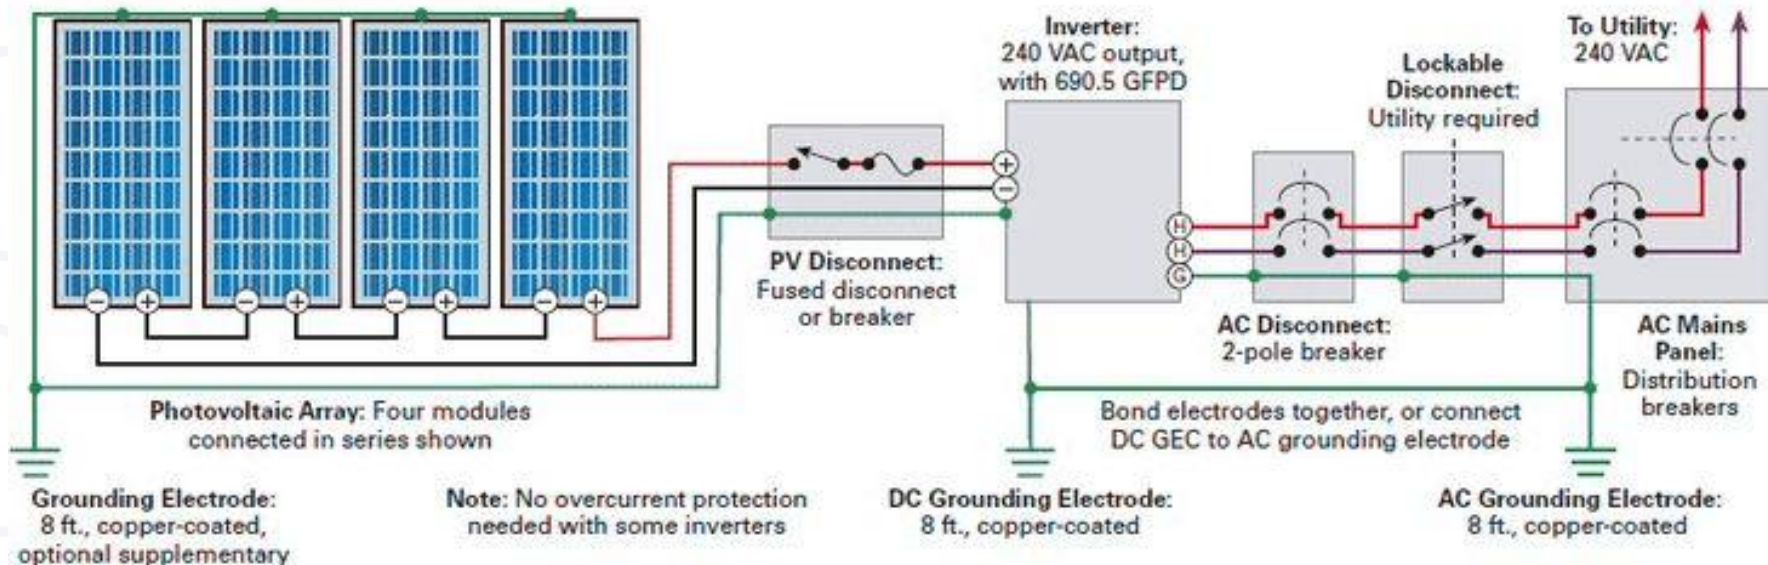 Inverter:
240 VAC output,
with 690.5 GFPD
To Utility:
240 VAC
Lockable
Disconnect:
Utility required
+
−
H
H
G
− + − + − + − +
PV Disconnect:
Fused disconnect
or breaker
AC Disconnect:
2-pole breaker
AC Mains
Panel:
Distribution
breakers
Photovoltaic Array: Four modules
connected in series shown
Bond electrodes together, or connect
DC GEC to AC grounding electrode
Grounding Electrode:
8 ft., copper-coated,
optional supplementary
Note: No overcurrent protection
needed with some inverters
DC Grounding Electrode:
8 ft., copper-coated
AC Grounding Electrode:
8 ft., copper-coated